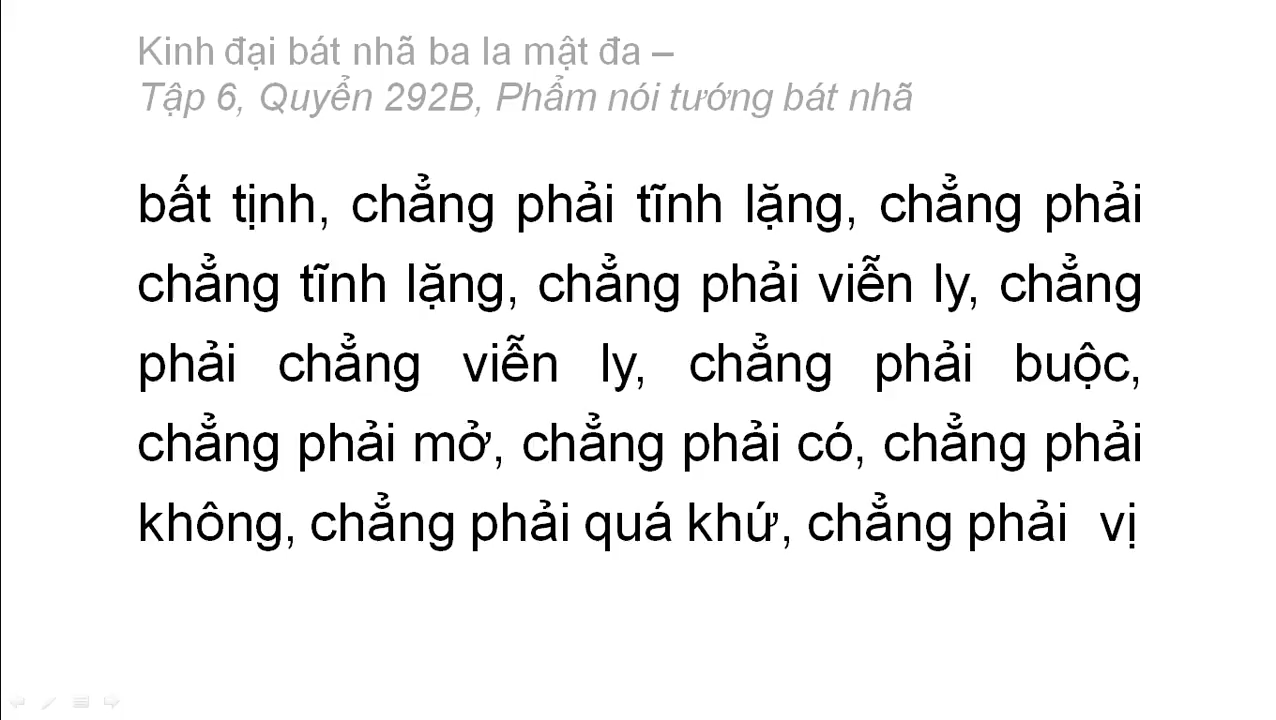 Kinh đại bát nhã ba la mật đa –
Tập 6, Quyển 292B, Phẩm nói tướng bát nhã
bất tịnh, chẳng phải tĩnh lặng, chẳng phải
chẳng tĩnh lặng, chẳng phải viễn ly, chẳng
phải chẳng viễn ly, chẳng phải buộc,
chẳng phải mở, chẳng phải có, chẳng phải
không, chẳng phải quá khứ, chẳng phải vị